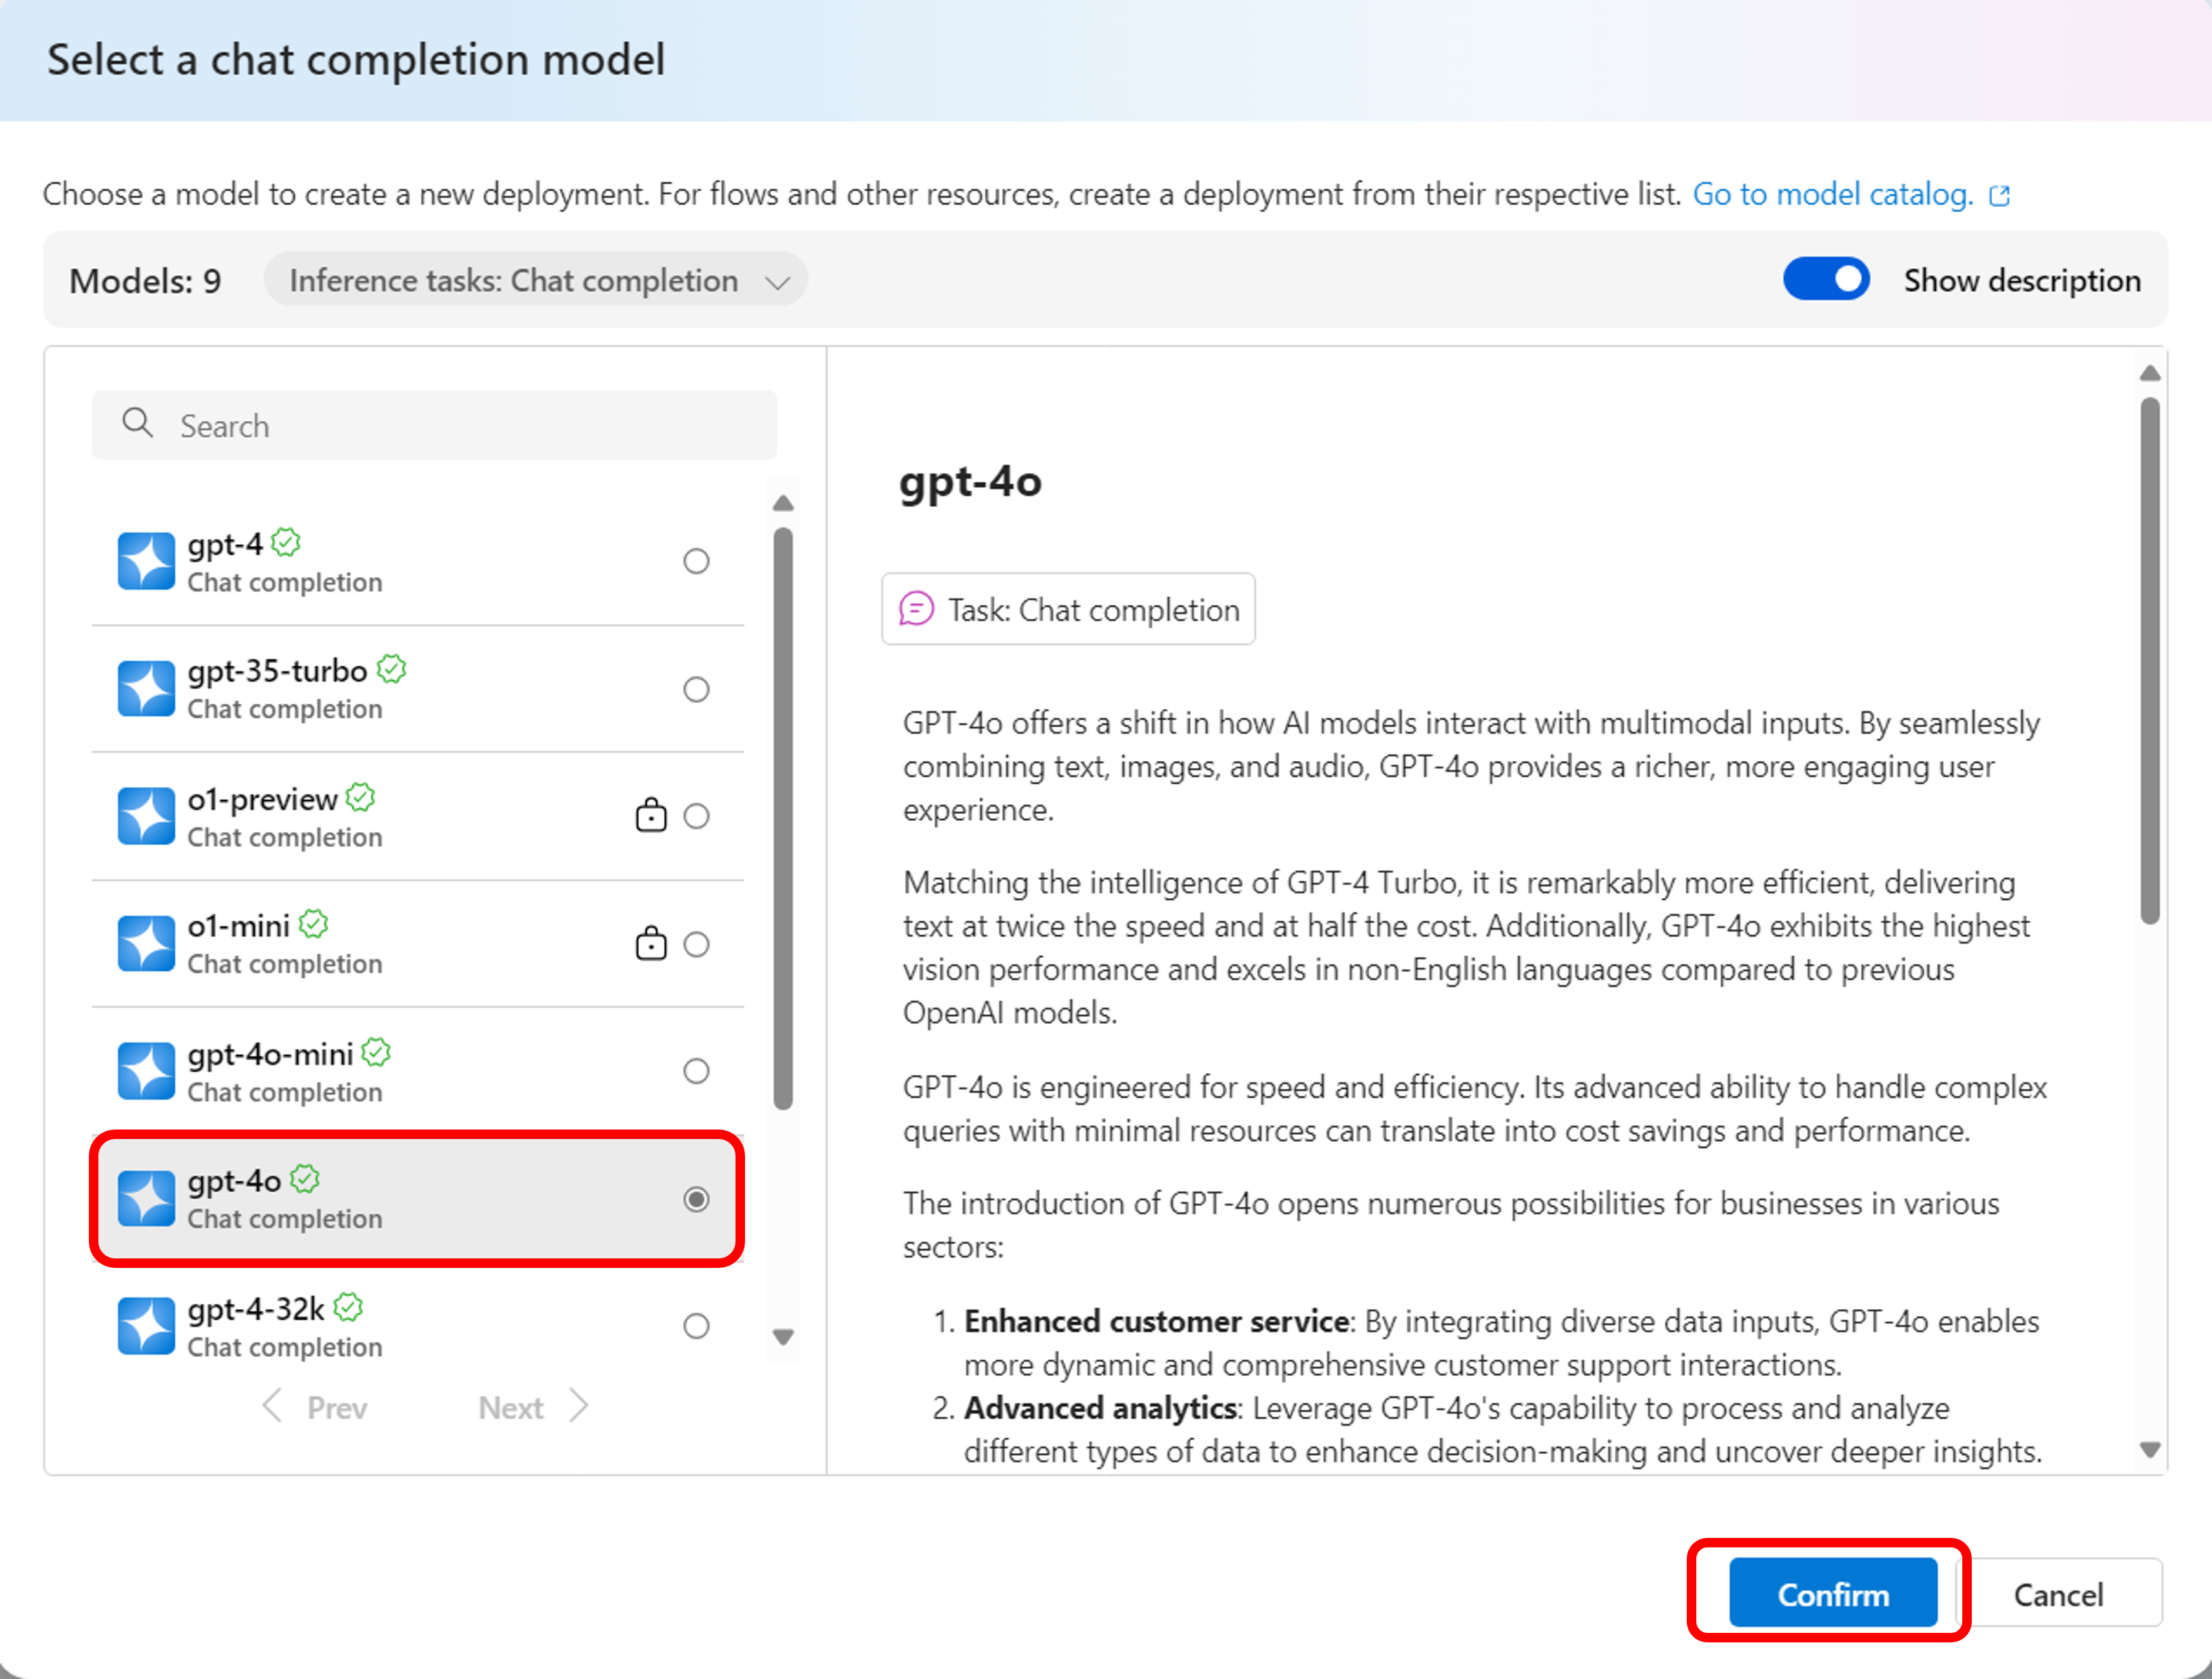 Select a chat completion model
Choose a model to create a new deployment. For flows and other resources, create a deployment from their respective list. Go to model catalog.
Models: 9
Inference tasks: Chat completion
Show description
Search
gpt-4
Chat completion
gpt-35-turbo
Chat completion
o1-preview
Chat completion
o1-mini
Chat completion
gpt-4o-mini
Chat completion
gpt-4o
Chat completion
gpt-4-32k
Chat completion
Prev
Next
gpt-4o
Task: Chat completion
GPT-4o offers a shift in how AI models interact with multimodal inputs. By seamlessly
combining text, images, and audio, GPT-4o provides a richer, more engaging user
experience.
Matching the intelligence of GPT-4 Turbo, it is remarkably more efficient, delivering
text at twice the speed and at half the cost. Additionally, GPT-4o exhibits the highest
vision performance and excels in non-English languages compared to previous
OpenAI models.
GPT-4o is engineered for speed and efficiency. Its advanced ability to handle complex
queries with minimal resources can translate into cost savings and performance.
The introduction of GPT-4o opens numerous possibilities for businesses in various
sectors:
1. Enhanced customer service: By integrating diverse data inputs, GPT-4o enables
more dynamic and comprehensive customer support interactions.
2. Advanced analytics: Leverage GPT-4o's capability to process and analyze
different types of data to enhance decision-making and uncover deeper insights.
Confirm
Cancel